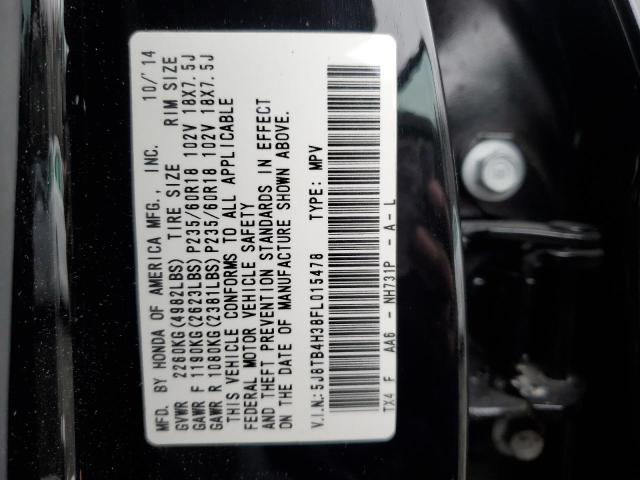 MFD. BY HONDA OF AMERICA MFG., INC. 10/'14
GVWR 2260KG(4982LBS) TIRE SIZE RIM SIZE
GAWR F 1190KG(2623LBS)P235/60R18 102V 18X7.5J
GAWR R 1080KG(2381LBS)P235/60R18 102V 18X7.5J
THIS VEHICLE CONFORMS TO ALL APPLICABLE
FEDERAL MOTOR VEHICLE SAFETY
AND THEFT PREVENTION STANDARDS IN EFFECT
ON THE DATE OF MANUFACTURE SHOWN ABOVE.
V.I.N.:5J8TB4H38FL015478 TYPE: MPV
TX4 F AA6 - NH731P - A - L